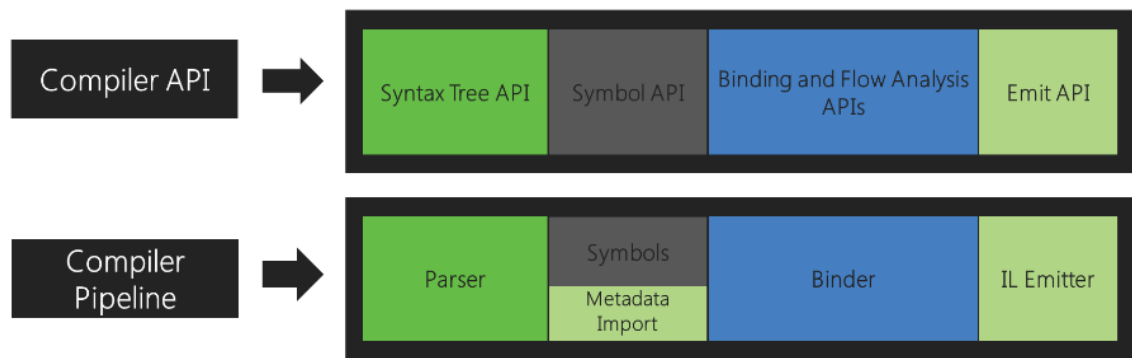 Compiler API
Syntax Tree API
Symbol API
Binding and Flow Analysis
APIs
Emit API
Compiler
Pipeline
Parser
Symbols
Metadata
Import
Binder
IL Emitter